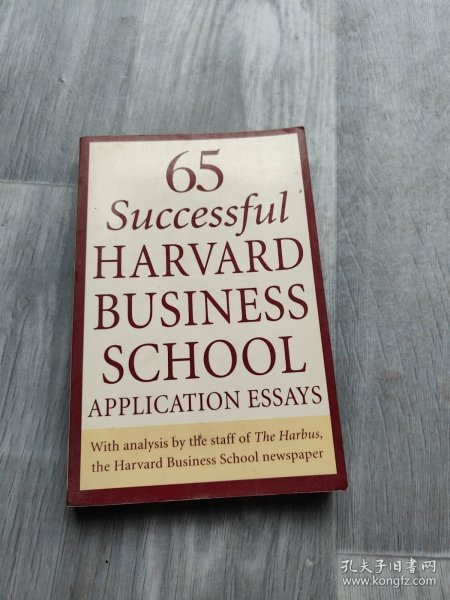 65
Successful
HARVARD
BUSINESS
SCHOOL
APPLICATION ESSAYS
With analysis by the staff of The Harbus,
the Harvard Business School newspaper
孔夫子旧书网
www.kongfz.com